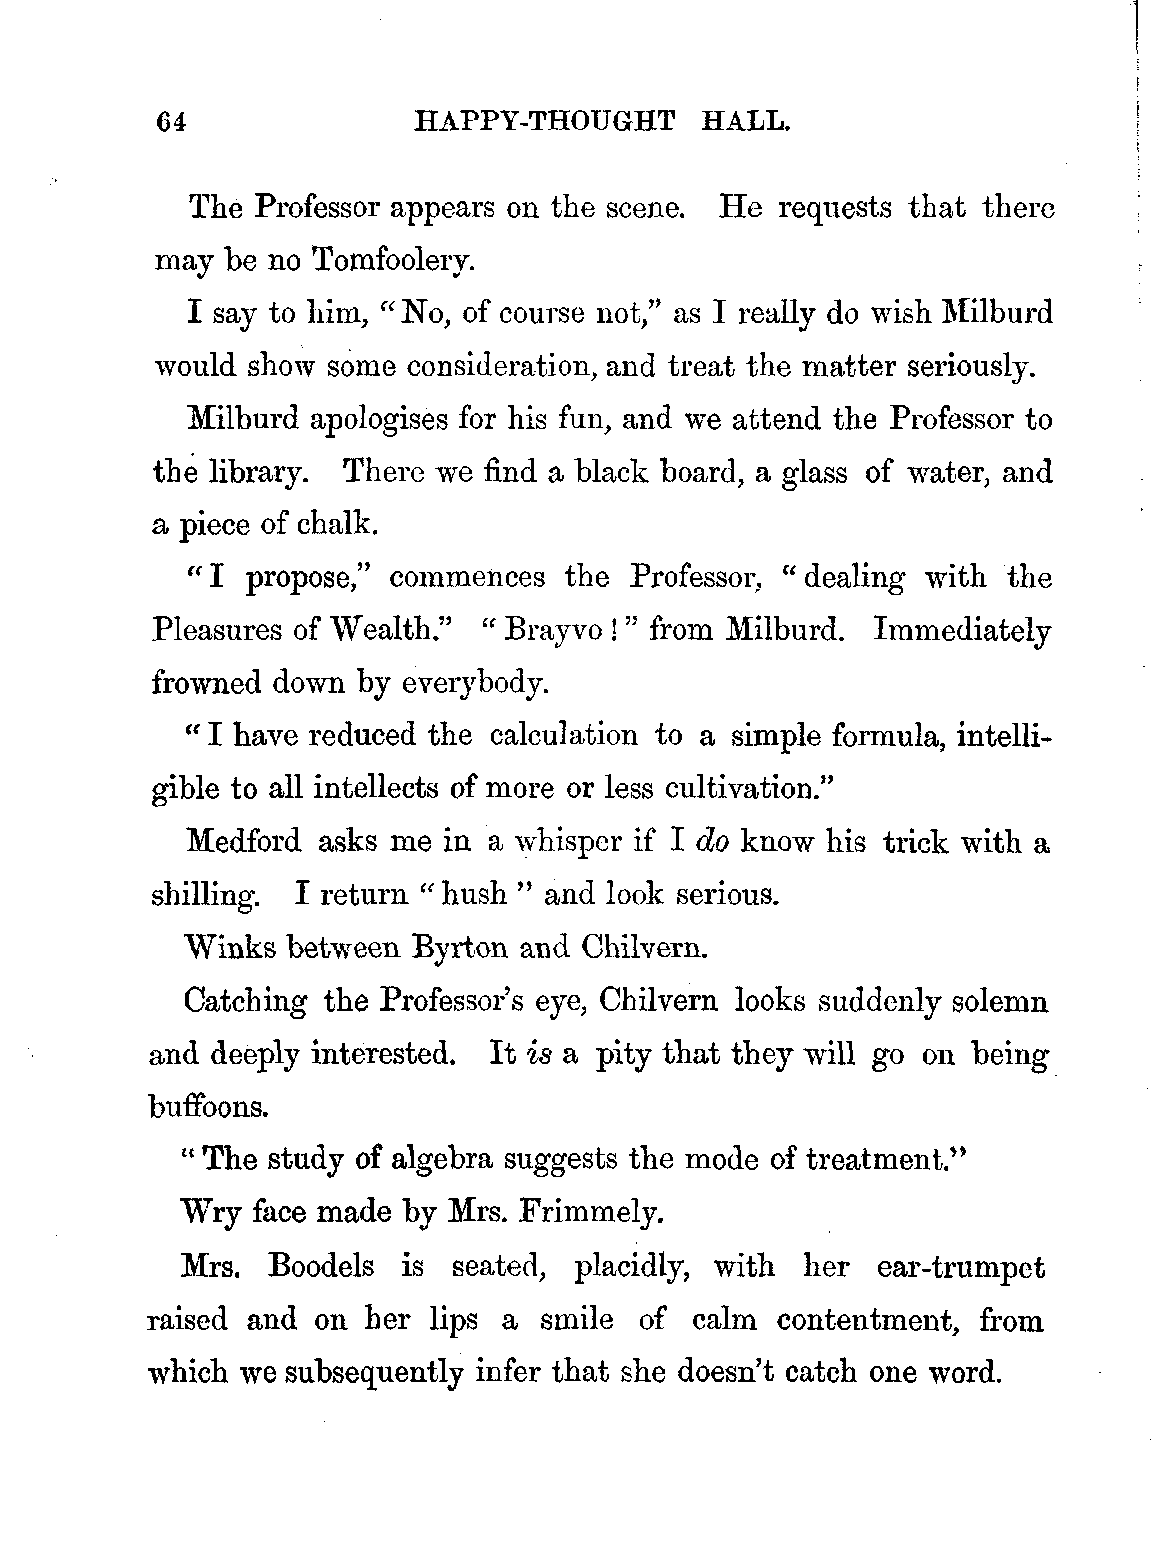 64 HAPPY-THOUGHT HALL.
The Professor appears on the scene. He requests that there
may be no Tomfoolery.
I say to him, “No, of course not,” as I really do wish Milburd
would show some consideration, and treat the matter seriously.
Milburd apologises for his fun, and we attend the Professor to
the library. There we find a black board, a glass of water, and
a piece of chalk.
“I propose,” commences the Professor, “dealing with the
Pleasures of Wealth.” “Brayvo!” from Milburd. Immediately
frowned down by everybody.
“I have reduced the calculation to a simple formula, intelli-
gible to all intellects of more or less cultivation.”
Medford asks me in a whisper if I do know his trick with a
shilling. I return “hush” and look serious.
Winks between Byrton and Chilvern.
Catching the Professor’s eye, Chilvern looks suddenly solemn
and deeply interested. It is a pity that they will go on being
buffoons.
“The study of algebra suggests the mode of treatment.”
Wry face made by Mrs. Frimmely.
Mrs. Boodels is seated, placidly, with her ear-trumpet
raised and on her lips a smile of calm contentment, from
which we subsequently infer that she doesn’t catch one word.